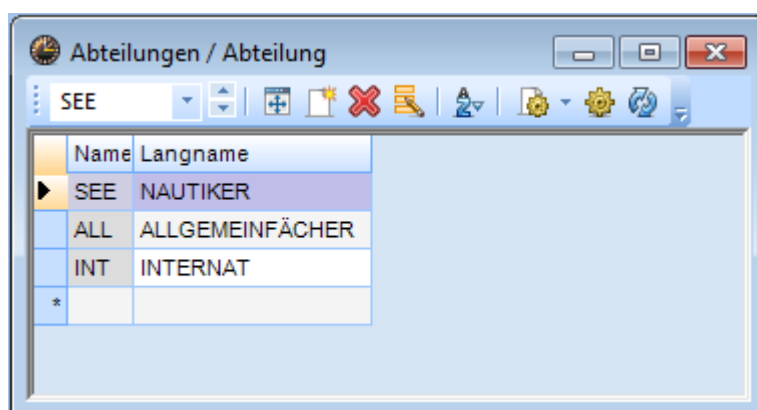 Abteilungen / Abteilung
SEE
Name Langname
SEE NAUTIKER
ALL ALLGEMEINFÄCHER
INT INTERNAT
*